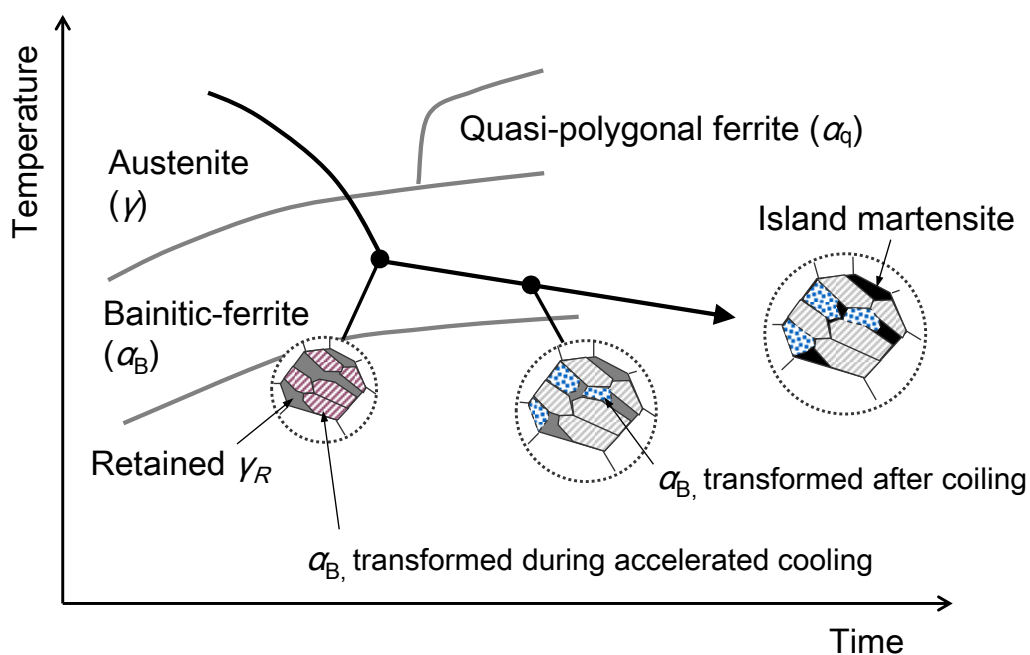 Temperature
Quasi-polygonal ferrite (αq)
Austenite
(γ)
Island martensite
Bainitic-ferrite
(αB)
Retained γR
αB, transformed after coiling
αB, transformed during accelerated cooling
Time